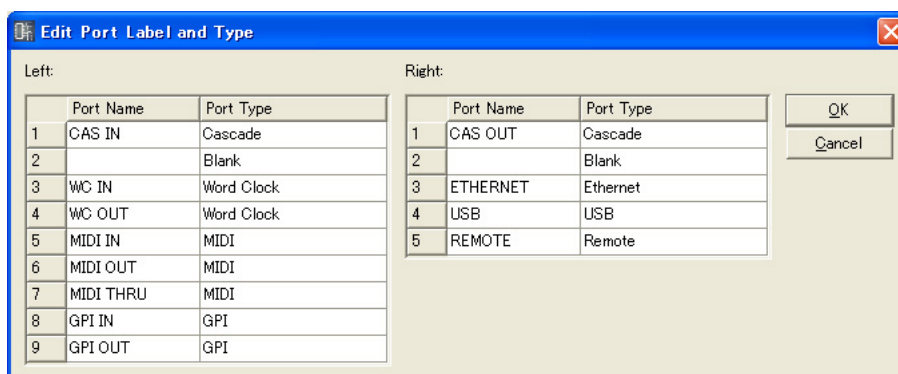 Edit Port Label and Type
Left:
Port Name Port Type
1 CAS IN Cascade
2 Blank
3 WC IN Word Clock
4 WC OUT Word Clock
5 MIDI IN MIDI
6 MIDI OUT MIDI
7 MIDI THRU MIDI
8 GPI IN GPI
9 GPI OUT GPI
Right:
Port Name Port Type
1 CAS OUT Cascade
2 Blank
3 ETHERNET Ethernet
4 USB USB
5 REMOTE Remote
OK
Cancel